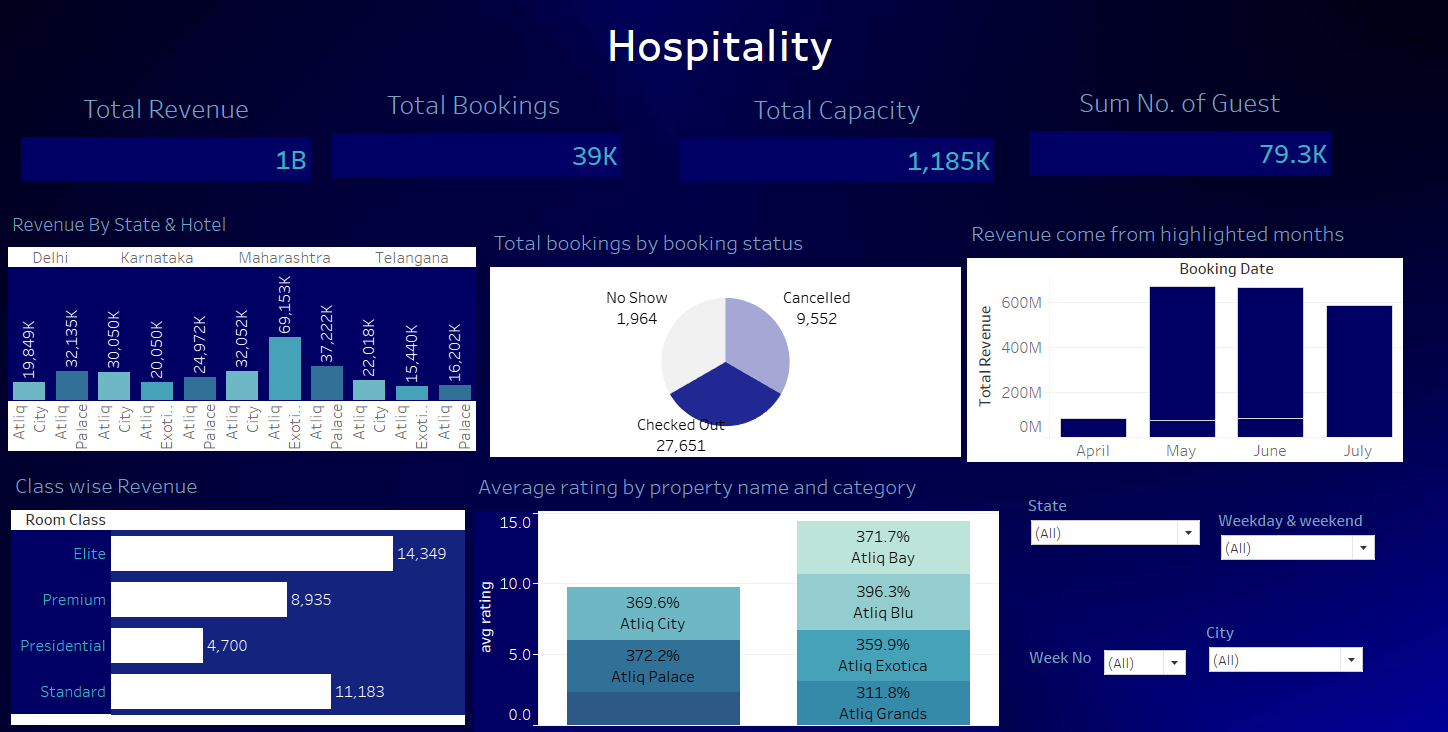 Hospitality
Total Revenue
1B
Total Bookings
39K
Total Capacity
1,185K
Sum No. of Guest
79.3K
Revenue By State & Hotel
Delhi Karnataka Maharashtra Telangana
19,849K 32,135K 30,050K 20,050K 24,972K 32,052K 69,153K 37,222K 22,018K 15,440K 16,202K
Atliq City
Atliq Palace
Atliq City
Atliq Exoti..
Atliq Palace
Atliq City
Atliq Exoti..
Atliq Palace
Atliq City
Atliq Exoti..
Atliq Palace
Total bookings by booking status
No Show
1,964
Cancelled
9,552
Checked Out
27,651
Revenue come from highlighted months
Booking Date
Total Revenue
600M
400M
200M
0M
April May June July
Class wise Revenue
Room Class
Elite 14,349
Premium 8,935
Presidential 4,700
Standard 11,183
Average rating by property name and category
avg rating
15.0
10.0
5.0
0.0
369.6%
Atliq City
372.2%
Atliq Palace
371.7%
Atliq Bay
396.3%
Atliq Blu
359.9%
Atliq Exotica
311.8%
Atliq Grands
State
(All)
Weekday & weekend
(All)
Week No (All)
City
(All)